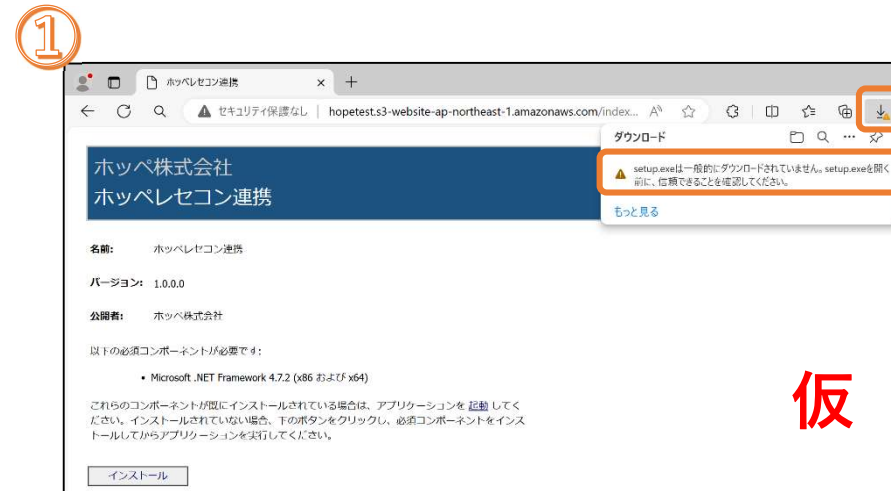 ①
ホッペレセコン連携
セキュリティ保護なし | hopetest.s3-website-ap-northeast-1.amazonaws.com/index...
ダウンロード
setup.exeは一般的にダウンロードされていません。setup.exeを開く
前に、信頼できることを確認してください。
もっと見る
ホッペ株式会社
ホッペレセコン連携
名前: ホッペレセコン連携
バージョン: 1.0.0.0
公開者: ホッペ株式会社
以下の必須コンポーネントが必要です:
• Microsoft .NET Framework 4.7.2 (x86 および x64)
これらのコンポーネントが既にインストールされている場合は、アプリケーションを 起動 してく
ださい。インストールされていない場合、下のボタンをクリックし、必須コンポーネントをインス
トールしてからアプリケーションを実行してください。
仮
インストール